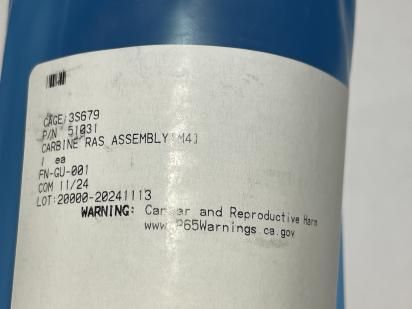 CAGE 3S679
P/N 51031
CARBINE RAS ASSEMBLY[M4]
1 ea
FN-GU-001
COM 11/24
LOT:20000-20241113
WARNING: Cancer and Reproductive Harm
www.P65Warnings.ca.gov